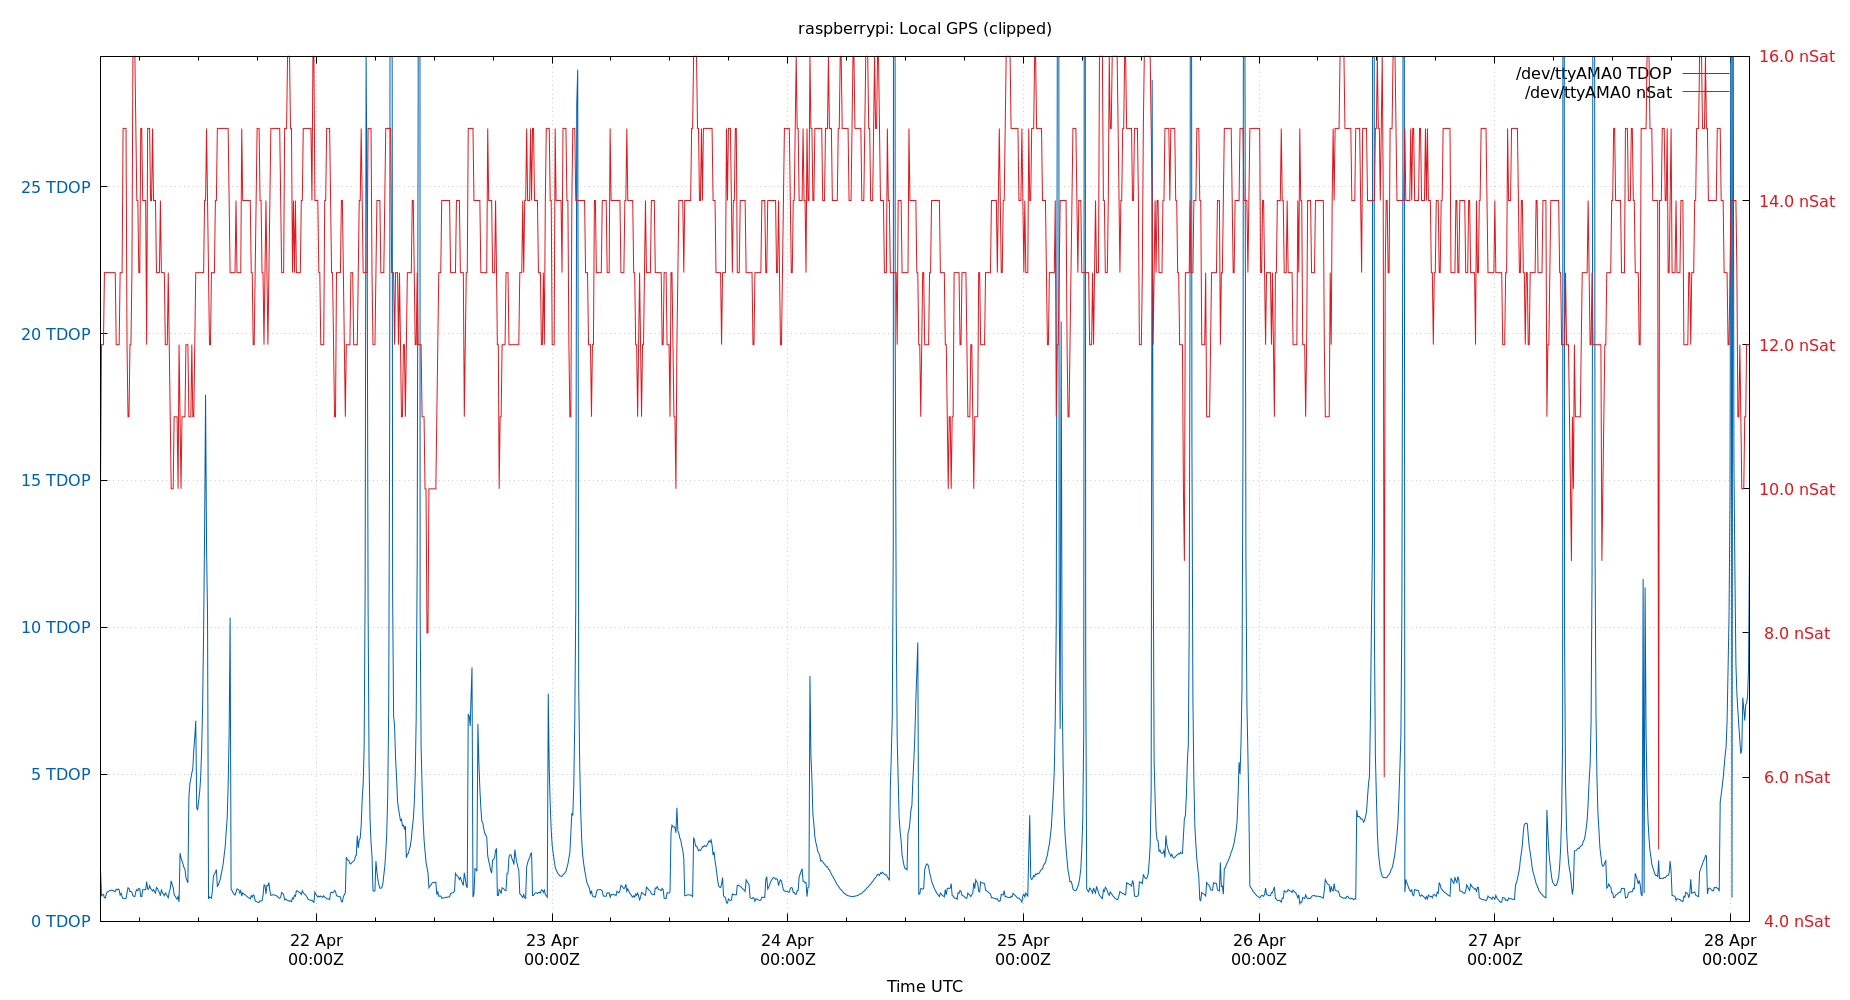 raspberrypi: Local GPS (clipped)
/dev/ttyAMA0 TDOP
/dev/ttyAMA0 nSat
25 TDOP
20 TDOP
15 TDOP
10 TDOP
5 TDOP
0 TDOP
16.0 nSat
14.0 nSat
12.0 nSat
10.0 nSat
8.0 nSat
6.0 nSat
4.0 nSat
22 Apr
00:00Z
23 Apr
00:00Z
24 Apr
00:00Z
25 Apr
00:00Z
26 Apr
00:00Z
27 Apr
00:00Z
28 Apr
00:00Z
Time UTC